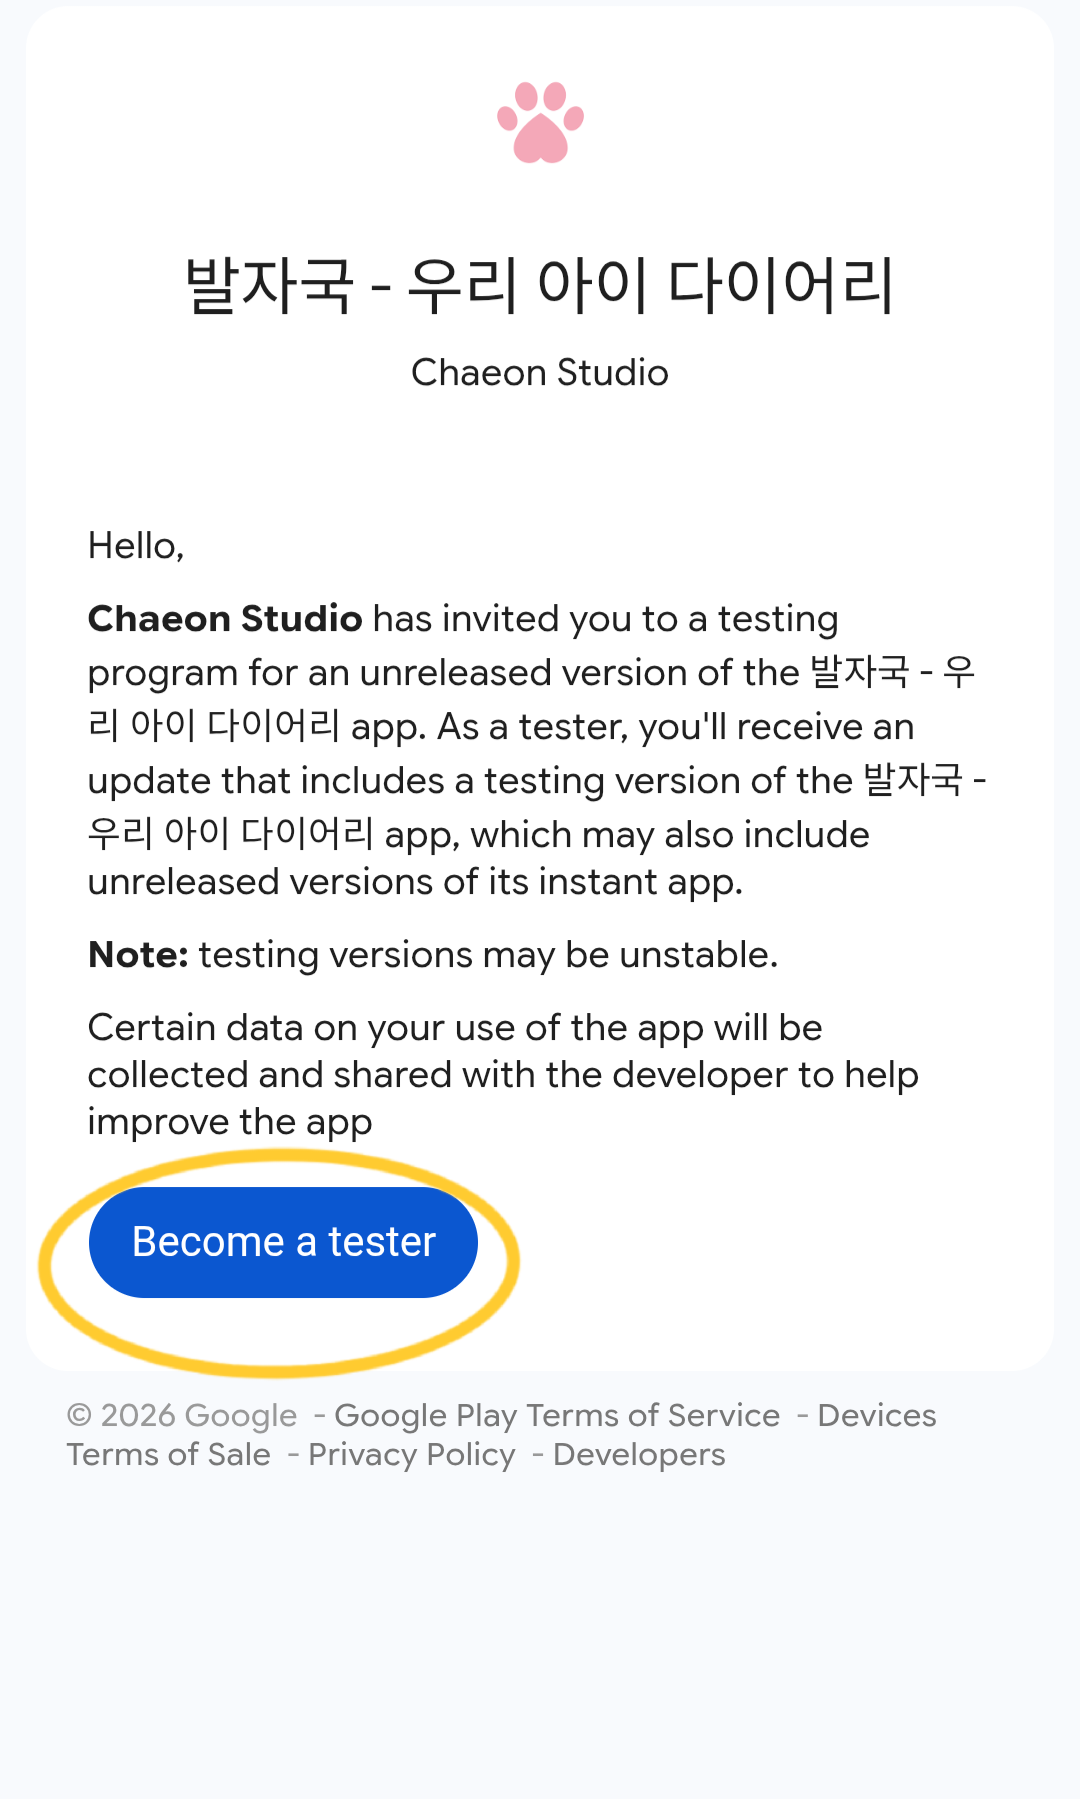 발자국 - 우리 아이 다이어리
Chaeon Studio
Hello,
Chaeon Studio has invited you to a testing
program for an unreleased version of the 발자국 - 우
리 아이 다이어리 app. As a tester, you'll receive an
update that includes a testing version of the 발자국 -
우리 아이 다이어리 app, which may also include
unreleased versions of its instant app.
Note: testing versions may be unstable.
Certain data on your use of the app will be
collected and shared with the developer to help
improve the app
Become a tester
© 2026 Google - Google Play Terms of Service - Devices
Terms of Sale - Privacy Policy - Developers